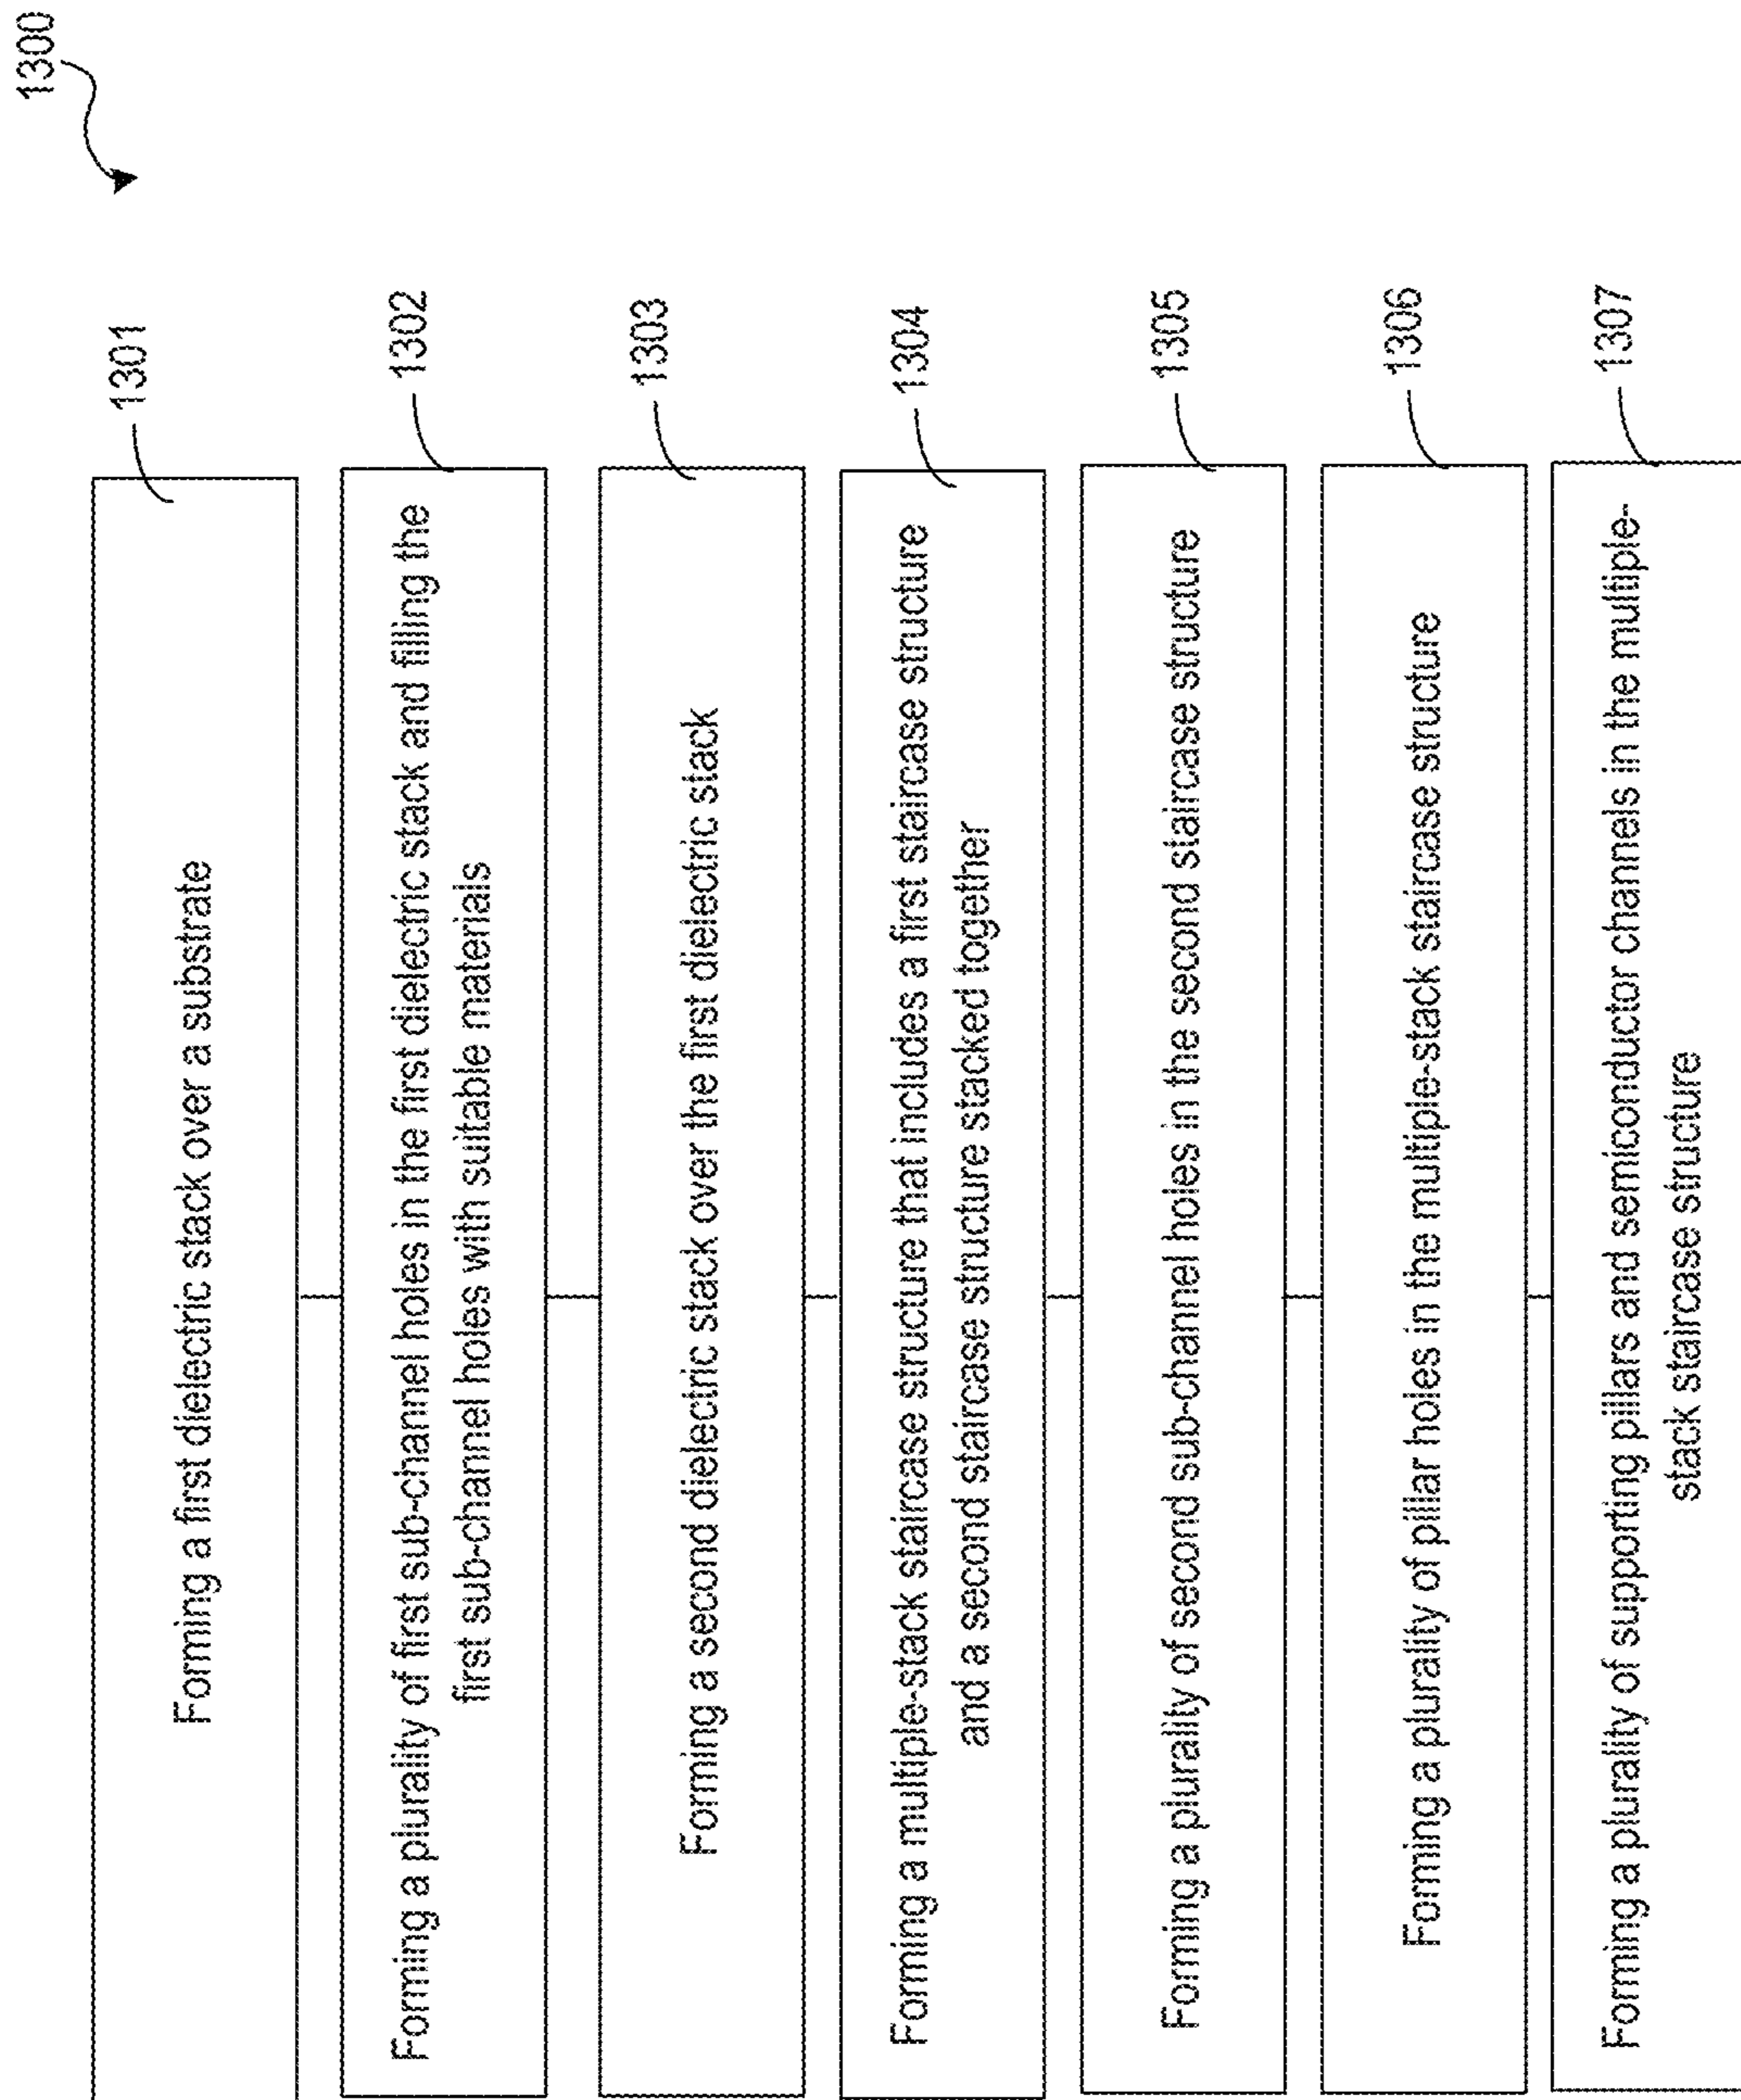 1300
1301
Forming a first dielectric stack over a substrate
1302
Forming a plurality of first sub-channel holes in the first dielectric stack and filling the
first sub-channel holes with suitable materials
1303
Forming a second dielectric stack over the first dielectric stack
1304
Forming a multiple-stack staircase structure that includes a first staircase structure
and a second staircase structure stacked together
1305
Forming a plurality of second sub-channel holes in the second staircase structure
1306
Forming a plurality of pillar holes in the multiple-stack staircase structure
1307
Forming a plurality of supporting pillars and semiconductor channels in the multiple-
stack staircase structure